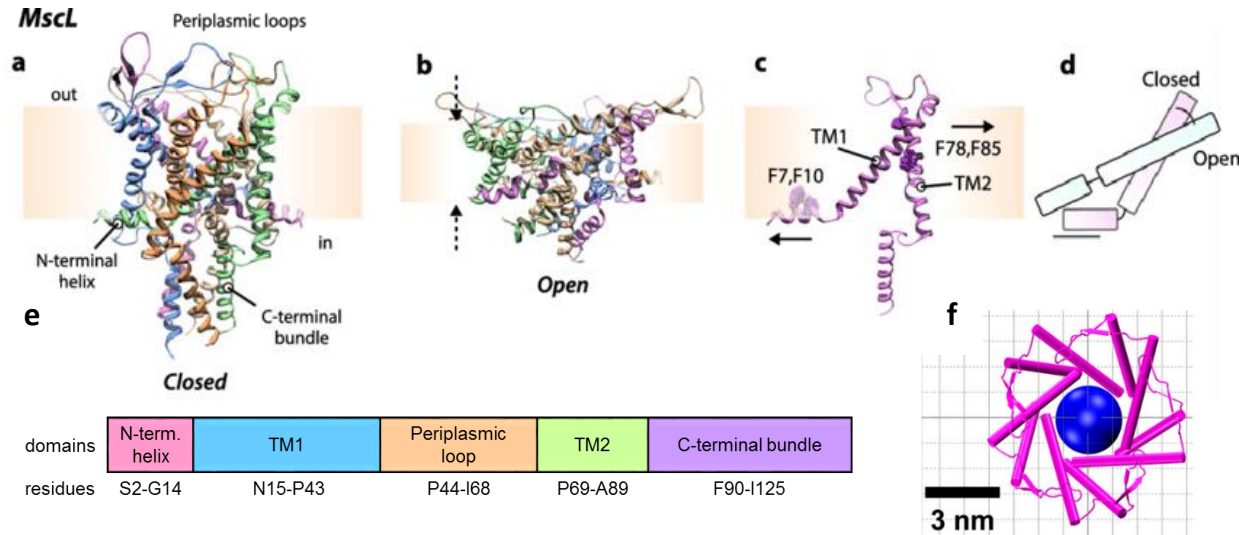 MscL
Periplasmic loops
a
out
N-terminal
helix
in
C-terminal
bundle
Closed
b
Open
c
TM1
F7,F10
F78,F85
TM2
d
Closed
Open
e
domains
N-term.
helix
TM1
Periplasmic
loop
TM2
C-terminal bundle
residues
S2-G14
N15-P43
P44-I68
P69-A89
F90-I125
f
3 nm